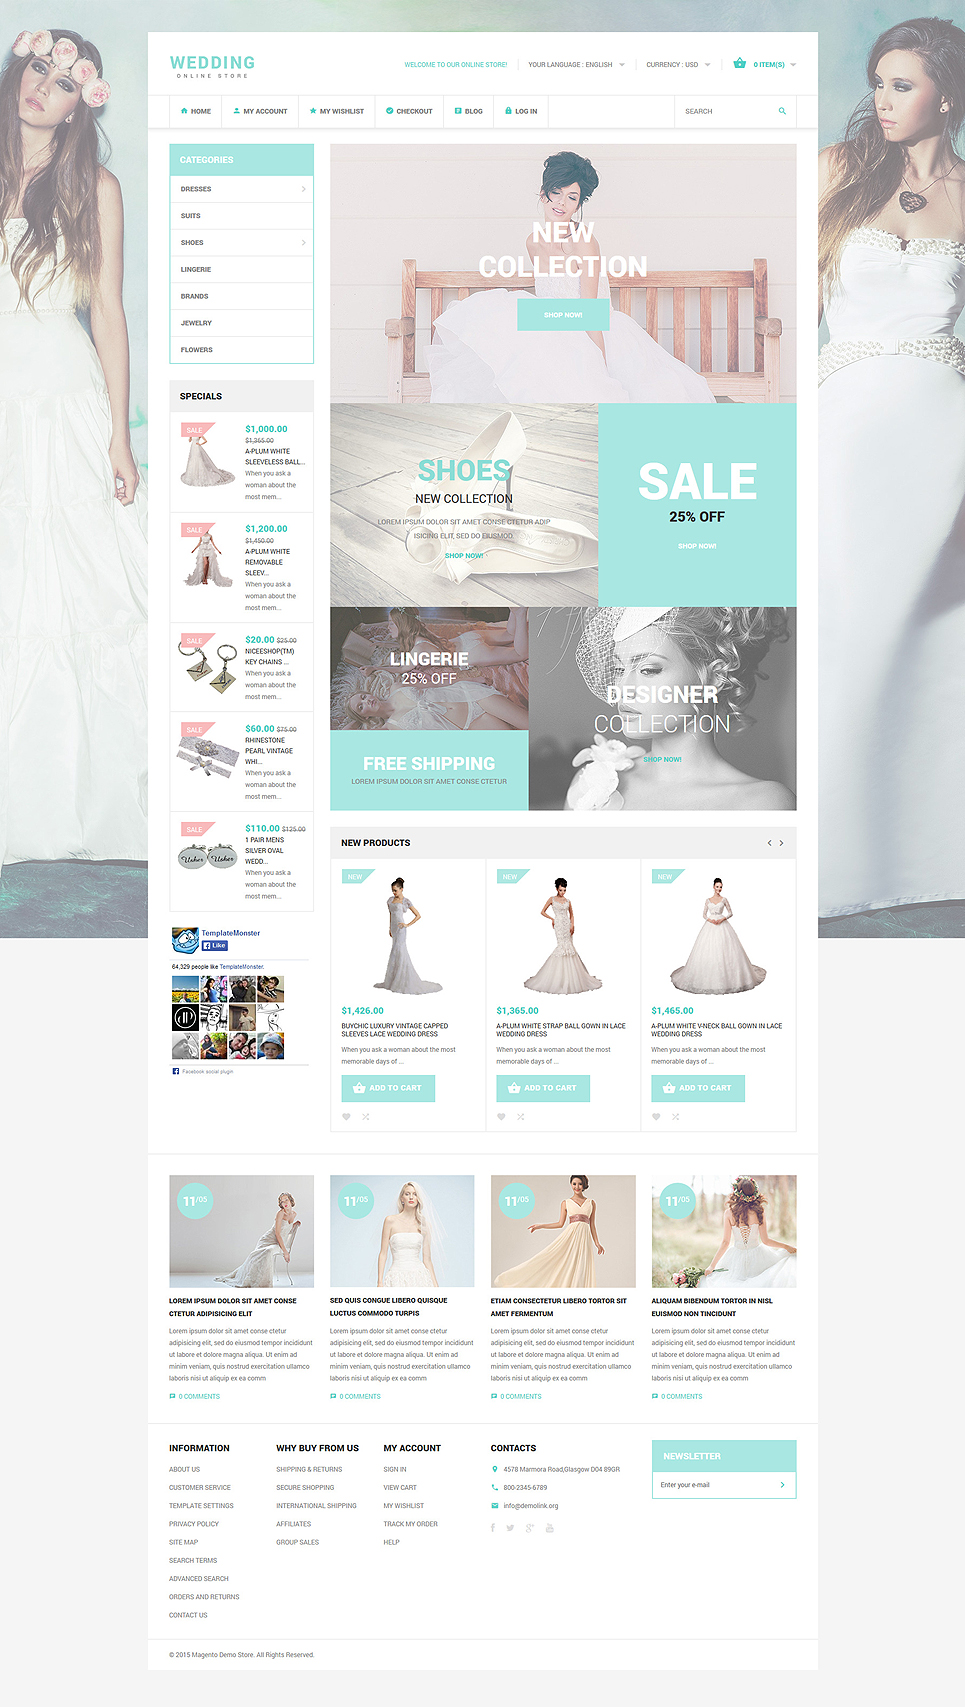 WEDDING
ONLINE STORE
WELCOME TO OUR ONLINE STORE!
YOUR LANGUAGE : ENGLISH
CURRENCY : USD
0 ITEM(S)
HOME
MY ACCOUNT
MY WISHLIST
CHECKOUT
BLOG
LOG IN
SEARCH
CATEGORIES
DRESSES
SUITS
SHOES
LINGERIE
BRANDS
JEWELRY
FLOWERS
SPECIALS
SALE
$1,000.00
$1,365.00
A-PLUM WHITE
SLEEVELESS BALL...
When you ask a
woman about the
most mem...
SALE
$1,200.00
$1,450.00
A-PLUM WHITE
REMOVABLE
SLEEV...
When you ask a
woman about the
most mem...
SALE
$20.00 $25.00
NICEESHOP(TM)
KEY CHAINS ...
When you ask a
woman about the
most mem...
SALE
$60.00 $75.00
RHINESTONE
PEARL VINTAGE
WHI...
When you ask a
woman about the
most mem...
SALE
$110.00 $125.00
1 PAIR MENS
SILVER OVAL
WEDD...
When you ask a
woman about the
most mem...
Usher Usher
TemplateMonster
Like
64,329 people like TemplateMonster.
Facebook social plugin
NEW
COLLECTION
SHOP NOW!
SHOES
NEW COLLECTION
LOREM IPSUM DOLOR SIT AMET CONSE CTETUR ADIP
ISICING ELIT, SED DO EIUSMOD
SHOP NOW!
SALE
25% OFF
SHOP NOW!
LINGERIE
25% OFF
FREE SHIPPING
LOREM IPSUM DOLOR SIT AMET CONSE CTETUR
DESIGNER
COLLECTION
SHOP NOW!
NEW PRODUCTS
NEW
$1,426.00
BUYCHIC LUXURY VINTAGE CAPPED
SLEEVES LACE WEDDING DRESS
When you ask a woman about the most
memorable days of ...
ADD TO CART
NEW
$1,365.00
A-PLUM WHITE STRAP BALL GOWN IN LACE
WEDDING DRESS
When you ask a woman about the most
memorable days of ...
ADD TO CART
NEW
$1,465.00
A-PLUM WHITE V-NECK BALL GOWN IN LACE
WEDDING DRESS
When you ask a woman about the most
memorable days of ...
ADD TO CART
11/05
LOREM IPSUM DOLOR SIT AMET CONSE
CTETUR ADIPISICING ELIT
Lorem ipsum dolor sit amet conse ctetur
adipisicing elit, sed do eiusmod tempor incididunt
ut labore et dolore magna aliqua. Ut enim ad
minim veniam, quis nostrud exercitation ullamco
laboris nisi ut aliquip ex ea comm
0 COMMENTS
11/05
SED QUIS CONGUE LIBERO QUISQUE
LUCTUS COMMODO TURPIS
Lorem ipsum dolor sit amet conse ctetur
adipisicing elit, sed do eiusmod tempor incididunt
ut labore et dolore magna aliqua. Ut enim ad
minim veniam, quis nostrud exercitation ullamco
laboris nisi ut aliquip ex ea comm
0 COMMENTS
11/05
ETIAM CONSECTETUR LIBERO TORTOR SIT
AMET FERMENTUM
Lorem ipsum dolor sit amet conse ctetur
adipisicing elit, sed do eiusmod tempor incididunt
ut labore et dolore magna aliqua. Ut enim ad
minim veniam, quis nostrud exercitation ullamco
laboris nisi ut aliquip ex ea comm
0 COMMENTS
11/05
ALIQUAM BIBENDUM TORTOR IN NISL
EUISMOD NON TINCIDUNT
Lorem ipsum dolor sit amet conse ctetur
adipisicing elit, sed do eiusmod tempor incididunt
ut labore et dolore magna aliqua. Ut enim ad
minim veniam, quis nostrud exercitation ullamco
laboris nisi ut aliquip ex ea comm
0 COMMENTS
INFORMATION
ABOUT US
CUSTOMER SERVICE
TEMPLATE SETTINGS
PRIVACY POLICY
SITE MAP
SEARCH TERMS
ADVANCED SEARCH
ORDERS AND RETURNS
CONTACT US
WHY BUY FROM US
SHIPPING & RETURNS
SECURE SHOPPING
INTERNATIONAL SHIPPING
AFFILIATES
GROUP SALES
MY ACCOUNT
SIGN IN
VIEW CART
MY WISHLIST
TRACK MY ORDER
HELP
CONTACTS
4578 Marmora Road,Glasgow D04 89GR
800-2345-6789
info@demolink.org
NEWSLETTER
Enter your e-mail
© 2015 Magento Demo Store. All Rights Reserved.